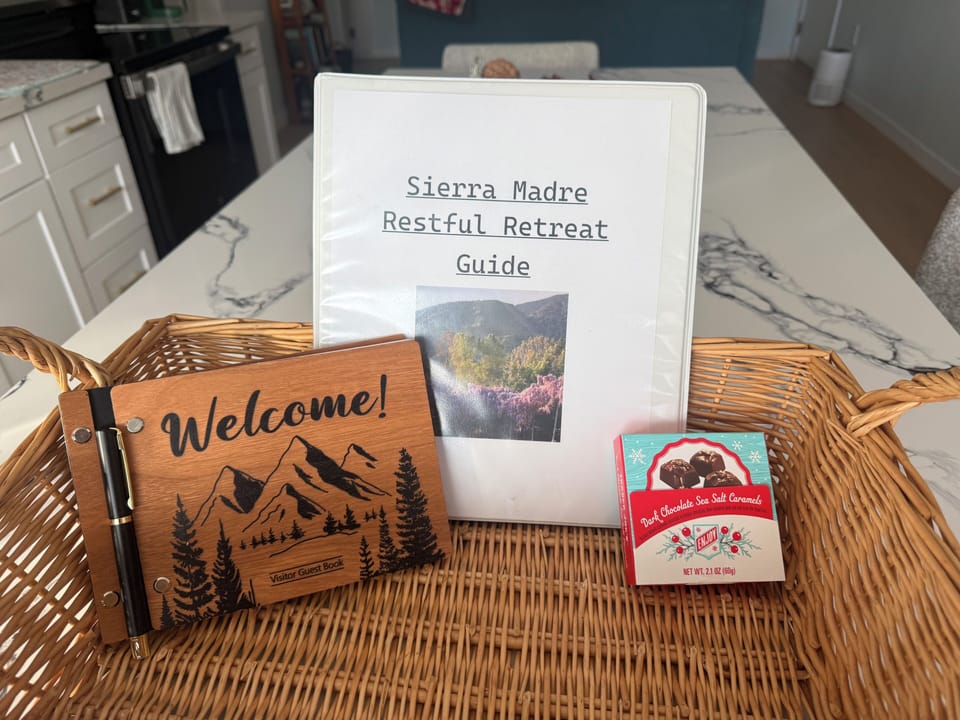 Sierra Madre
Restful Retreat
Guide
Welcome!
Visitor Guest Book
Dark Chocolate Sea Salt Caramels
ENJOY
NET WT. 2.1 OZ (60g)